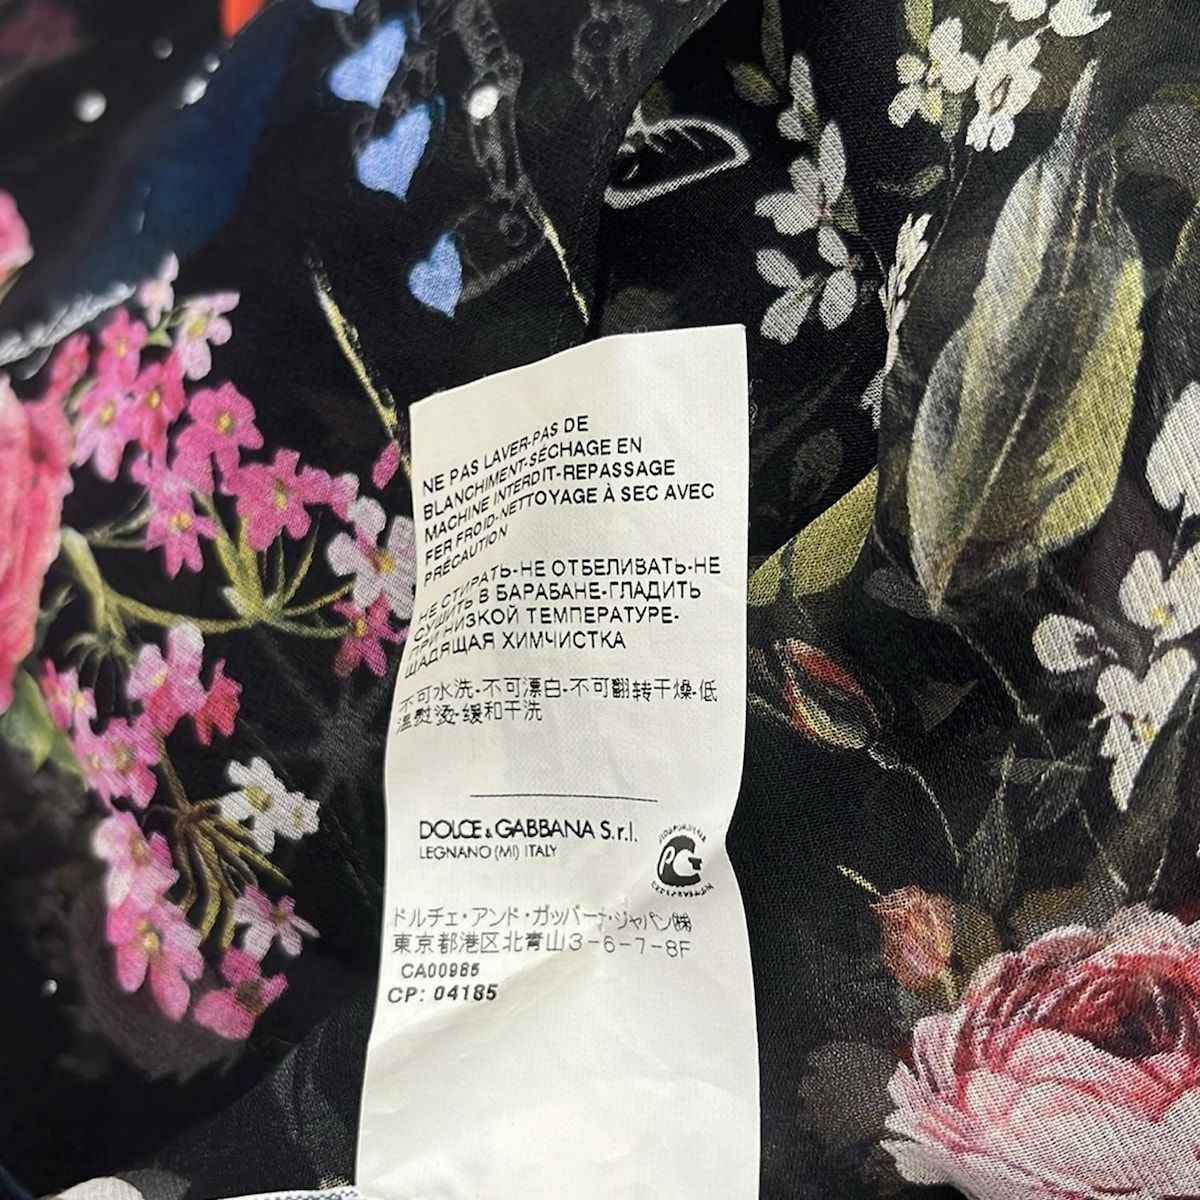 NE PAS LAVER-PAS DE
BLANCHIMENT-SÉCHAGE EN
MACHINE INTERDIT-REPASSAGE
FER FROID-NETTOYAGE À SEC AVEC
PRÉCAUTION
НЕ СТИРАТЬ-НЕ ОТБЕЛИВАТЬ-НЕ
СУШИТЬ В БАРАБАНЕ-ГЛАДИТЬ
ПРИ НИЗКОЙ ТЕМПЕРАТУРЕ-
ЩАДЯЩАЯ ХИМЧИСТКА
不可水洗-不可漂白-不可翻转干燥-低
温熨烫-缓和干洗
DOLCE & GABBANA S.r.l.
LEGNANO (MI) ITALY
PG
ドルチェ・アンド・ガッバーナ・ジャパン㈱
東京都港区北青山3-6-7-8F
CA00985
CP: 04185